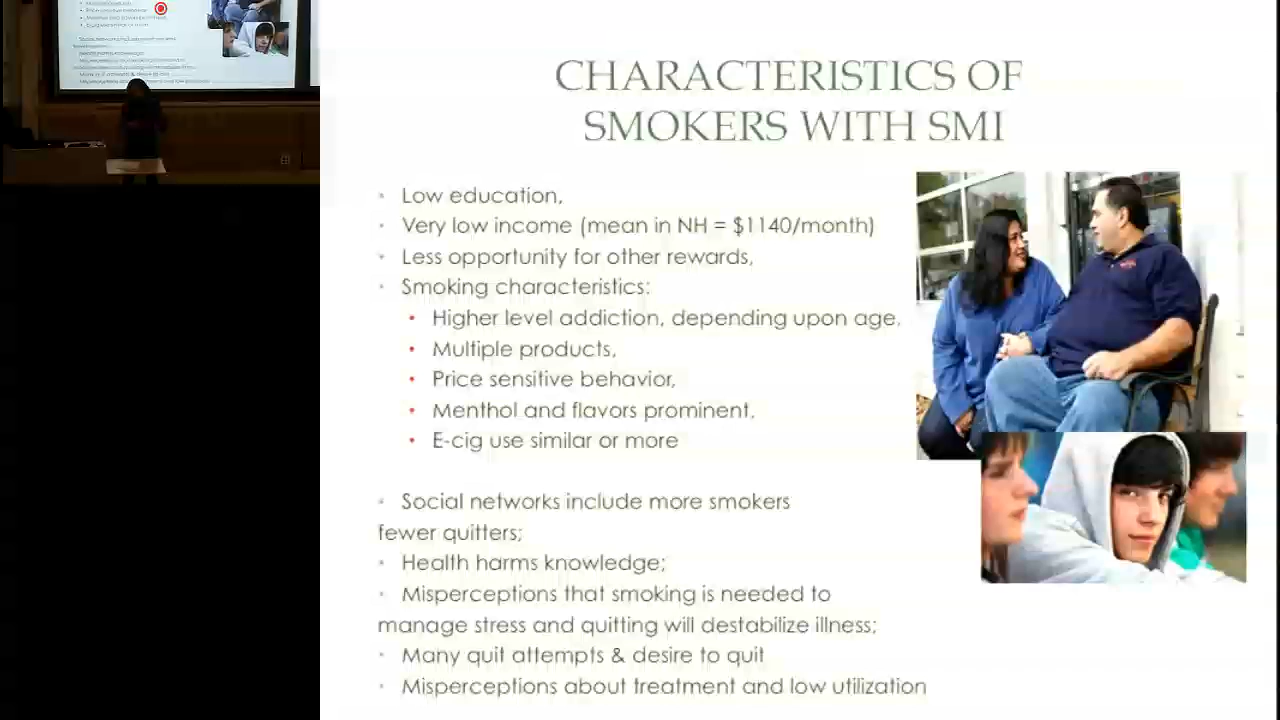 CHARACTERISTICS OF
SMOKERS WITH SMI
• Low education,
• Very low income (mean in NH = $1140/month)
• Less opportunity for other rewards,
• Smoking characteristics:
• Higher level addiction, depending upon age,
• Multiple products,
• Price sensitive behavior,
• Menthol and flavors prominent,
• E-cig use similar or more
• Social networks include more smokers
fewer quitters;
• Health harms knowledge;
• Misperceptions that smoking is needed to
manage stress and quitting will destabilize illness;
• Many quit attempts & desire to quit
• Misperceptions about treatment and low utilization